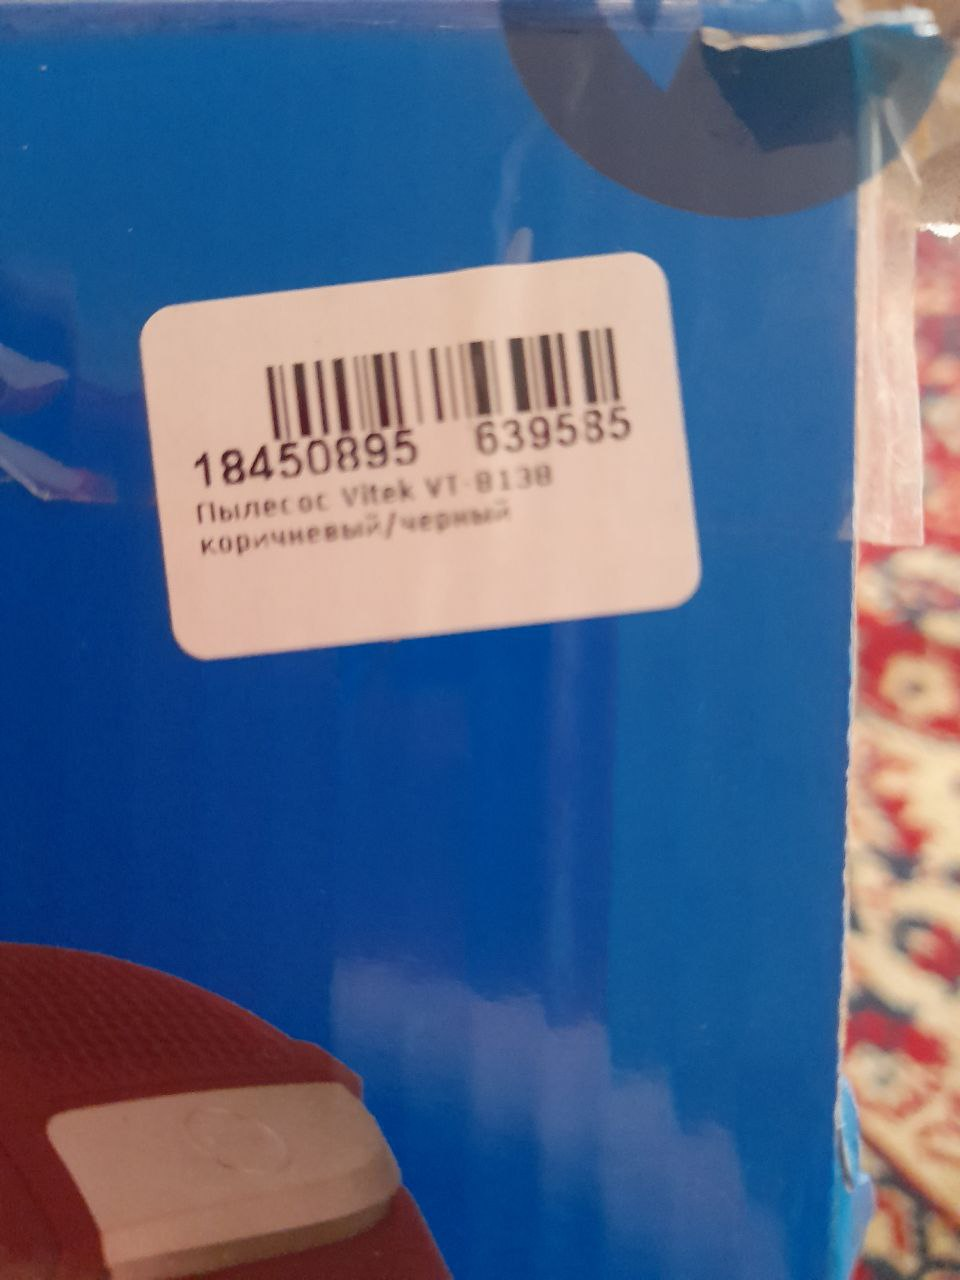 18450895 639585
Пылесос Vitek VT-8138
коричневый/черный